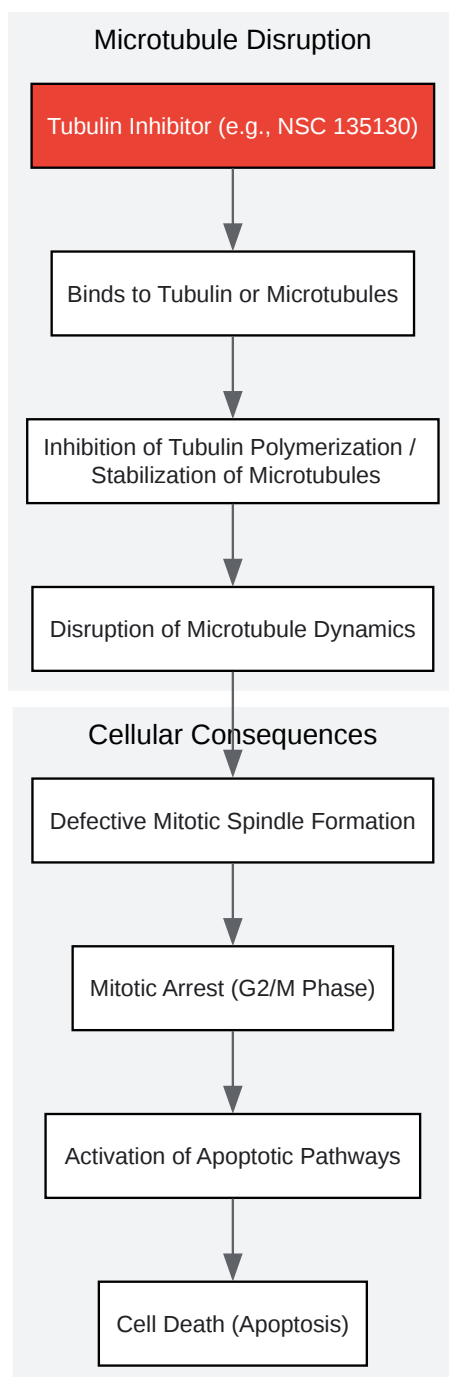 Microtubule Disruption
Tubulin Inhibitor (e.g., NSC 135130)
Binds to Tubulin or Microtubules
Inhibition of Tubulin Polymerization /
Stabilization of Microtubules
Disruption of Microtubule Dynamics
Cellular Consequences
Defective Mitotic Spindle Formation
Mitotic Arrest (G2/M Phase)
Activation of Apoptotic Pathways
Cell Death (Apoptosis)